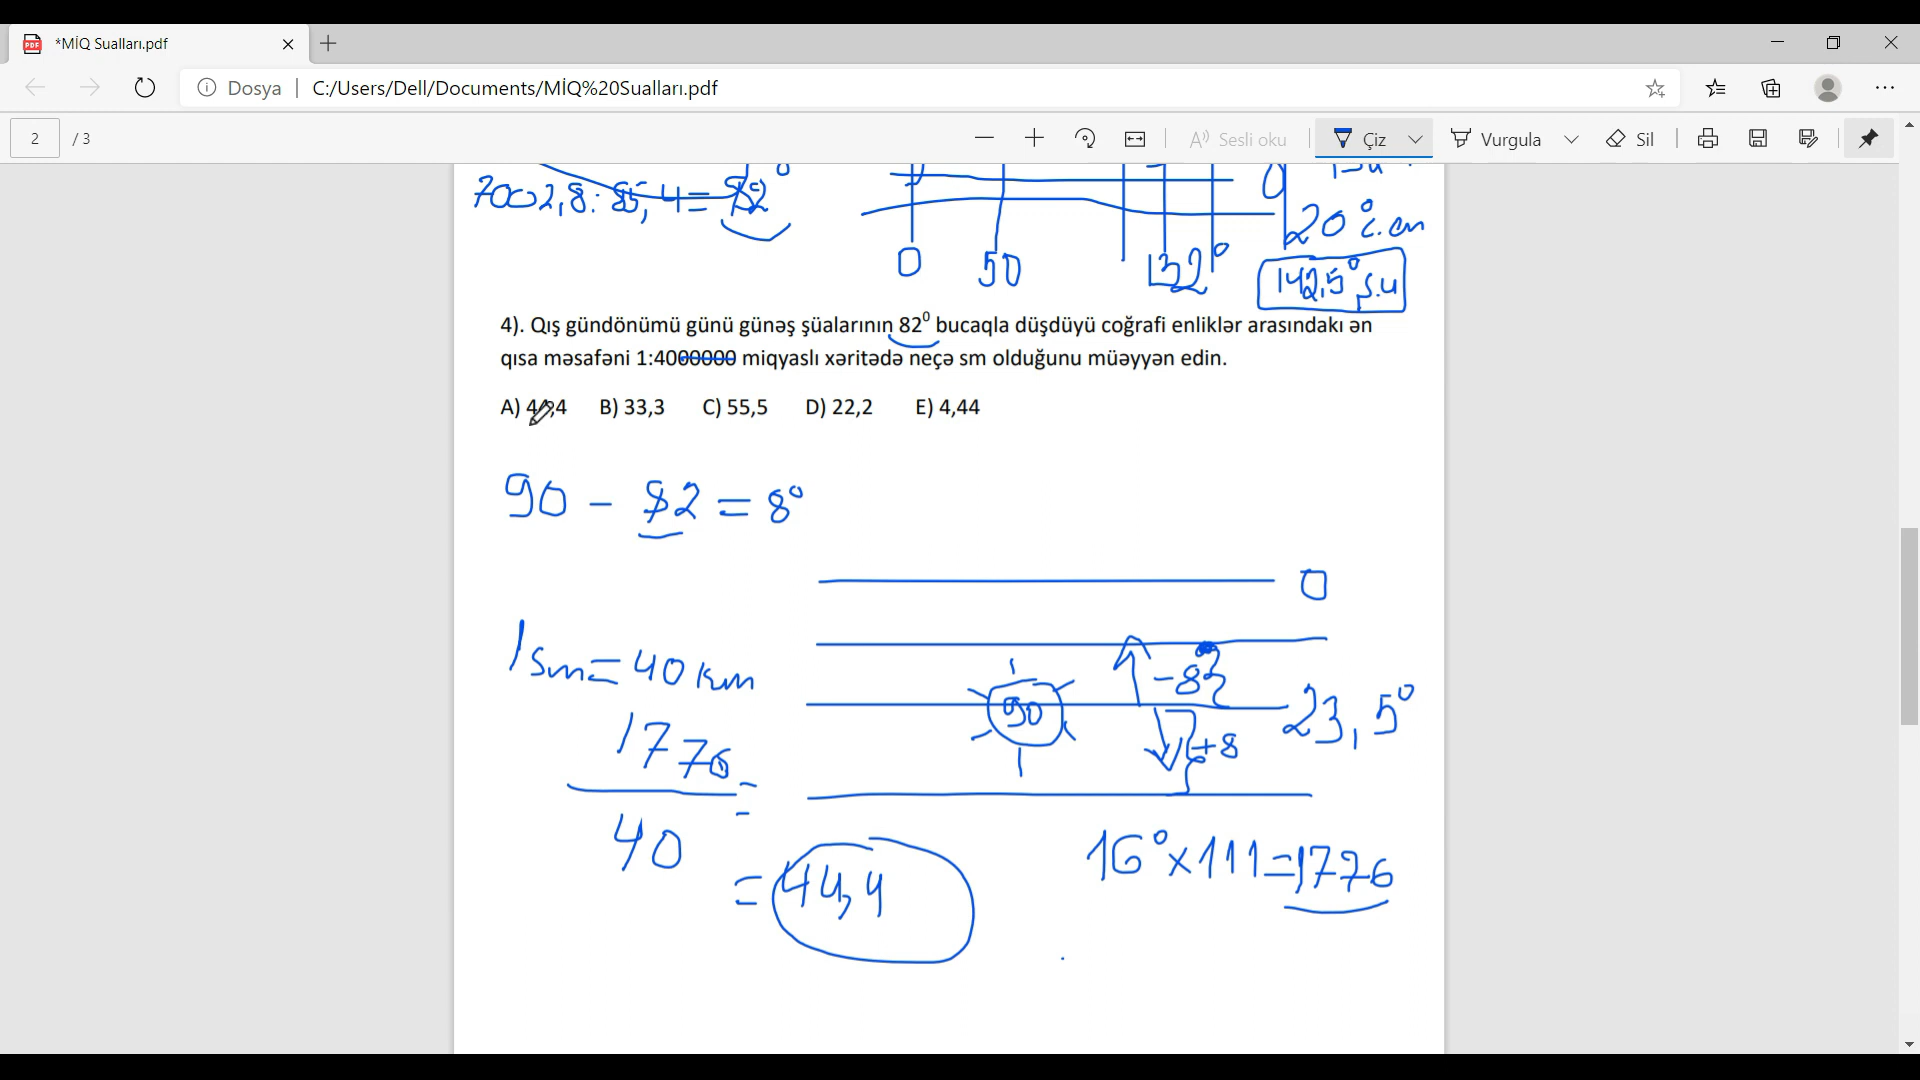 *MİQ Sualları.pdf
Dosya | C:/Users/Dell/Documents/MİQ%20Sualları.pdf
2 / 3 Sesli oku Çiz Vurgula Sil
7002,8 : 85,4 = 82°
0 50 132°
20° c.en
142,5° ş.u
4). Qış gündönümü günü günəş şüalarının 82⁰ bucaqla düşdüyü coğrafi enliklər arasındakı ən
qısa məsafəni 1:4000000 miqyaslı xəritədə neçə sm olduğunu müəyyən edin.
A) 44,4 B) 33,3 C) 55,5 D) 22,2 E) 4,44
90 - 82 = 8°
0
1 sm = 40 km
-8°
90
23,5°
+8
1776
=
40
= 44,4
16° x 111 = 1776